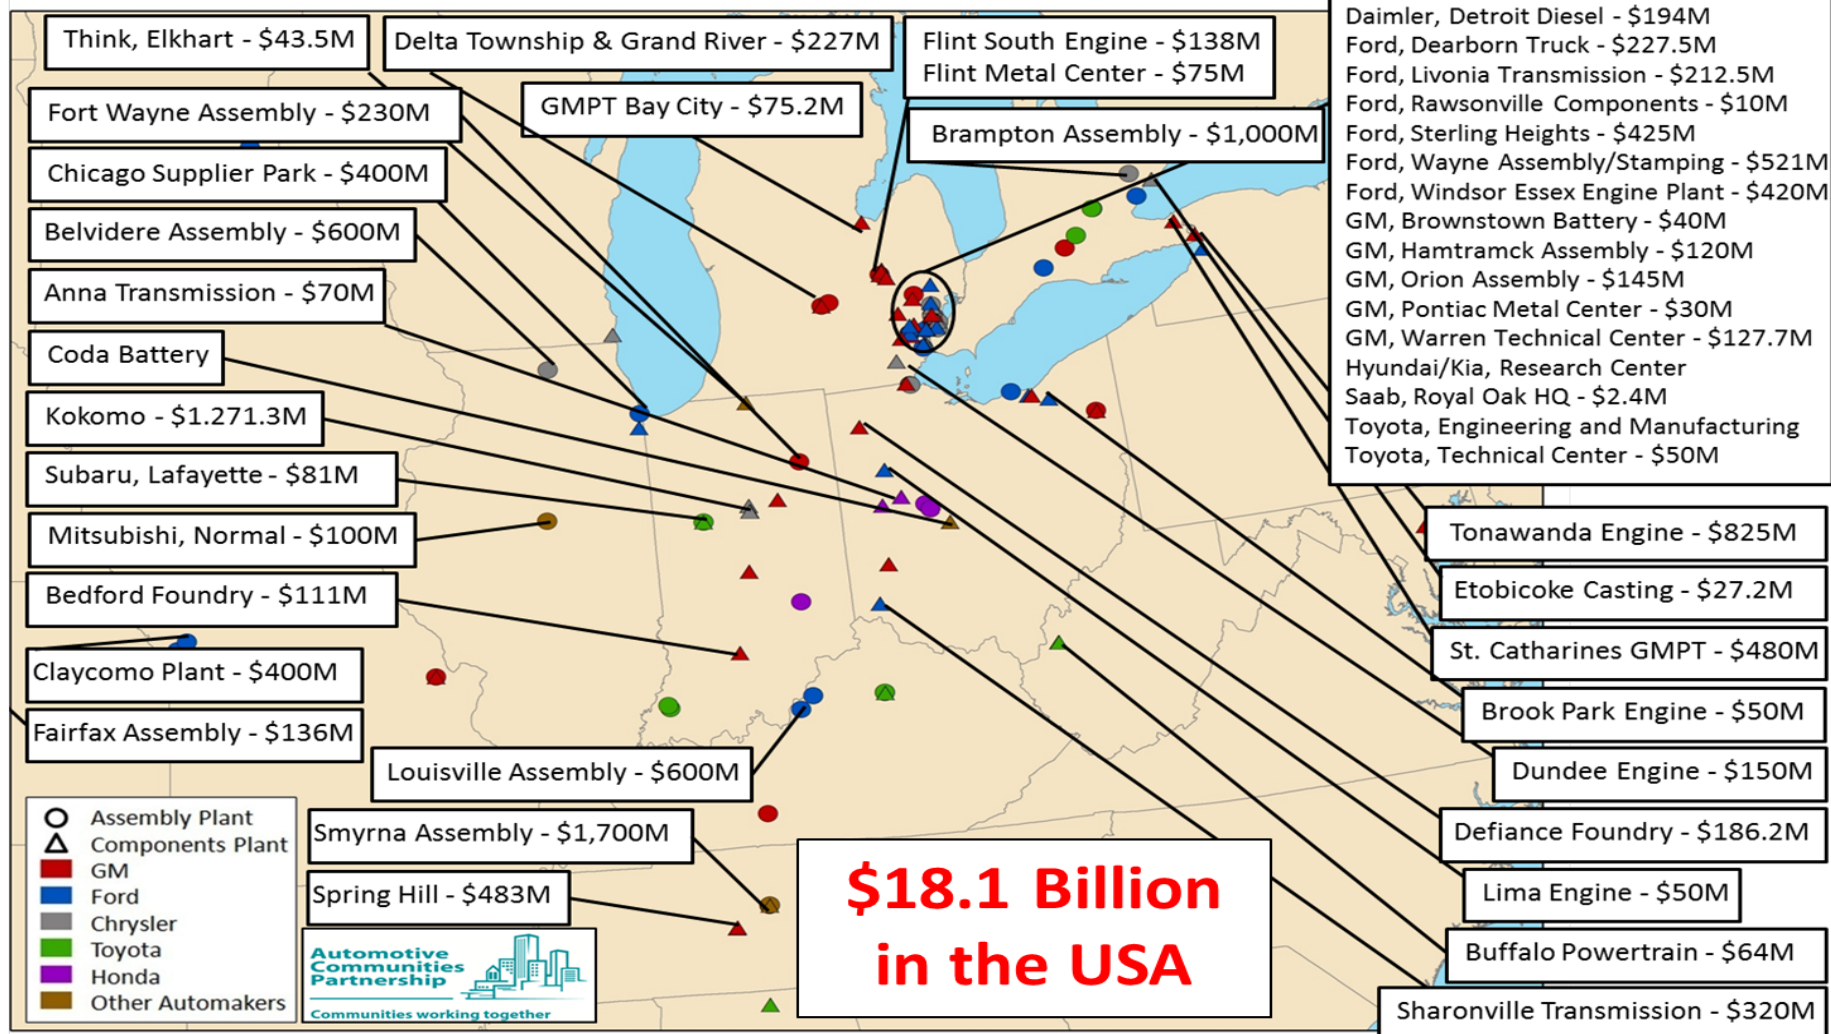 Think, Elkhart - $43.5M
Delta Township & Grand River - $227M
Flint South Engine - $138M
Flint Metal Center - $75M
Fort Wayne Assembly - $230M
GMPT Bay City - $75.2M
Brampton Assembly - $1,000M
Chicago Supplier Park - $400M
Belvidere Assembly - $600M
Anna Transmission - $70M
Coda Battery
Kokomo - $1.271.3M
Subaru, Lafayette - $81M
Mitsubishi, Normal - $100M
Bedford Foundry - $111M
Claycomo Plant - $400M
Fairfax Assembly - $136M
Louisville Assembly - $600M
Smyrna Assembly - $1,700M
Spring Hill - $483M
Daimler, Detroit Diesel - $194M
Ford, Dearborn Truck - $227.5M
Ford, Livonia Transmission - $212.5M
Ford, Rawsonville Components - $10M
Ford, Sterling Heights - $425M
Ford, Wayne Assembly/Stamping - $521M
Ford, Windsor Essex Engine Plant - $420M
GM, Brownstown Battery - $40M
GM, Hamtramck Assembly - $120M
GM, Orion Assembly - $145M
GM, Pontiac Metal Center - $30M
GM, Warren Technical Center - $127.7M
Hyundai/Kia, Research Center
Saab, Royal Oak HQ - $2.4M
Toyota, Engineering and Manufacturing
Toyota, Technical Center - $50M
Tonawanda Engine - $825M
Etobicoke Casting - $27.2M
St. Catharines GMPT - $480M
Brook Park Engine - $50M
Dundee Engine - $150M
Defiance Foundry - $186.2M
Lima Engine - $50M
Buffalo Powertrain - $64M
Sharonville Transmission - $320M
Assembly Plant
Components Plant
GM
Ford
Chrysler
Toyota
Honda
Other Automakers
Automotive
Communities
Partnership
Communities working together
$18.1 Billion
in the USA